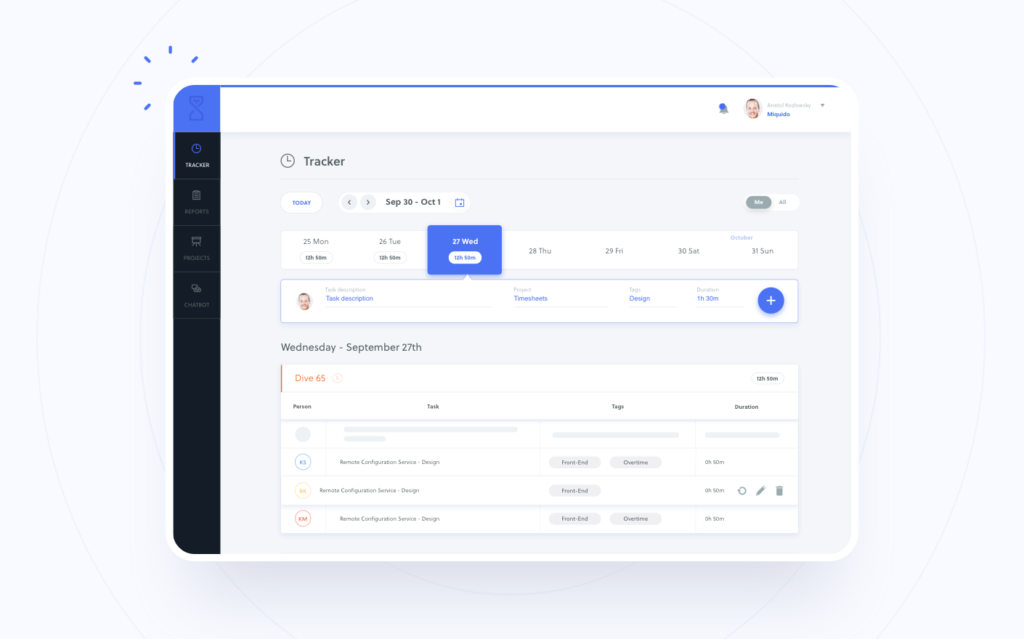 Anatol Kozlowsky
Miquido
TRACKER
REPORTS
PROJECTS
CHATBOT
Tracker
TODAY
Sep 30 - Oct 1
Me All
October
25 Mon 26 Tue 27 Wed 28 Thu 29 Fri 30 Sat 31 Sun
12h 50m 12h 50m 12h 50m
Task description Project Tags Duration
Task description Timesheets Design 1h 30m
Wednesday - September 27th
Dive 65 12h 50m
Person Task Tags Duration
KS Remote Configuration Service - Design Front-End Overtime 0h 50m
Remote Configuration Service - Design Front-End 0h 50m
KM Remote Configuration Service - Design Front-End Overtime 0h 50m